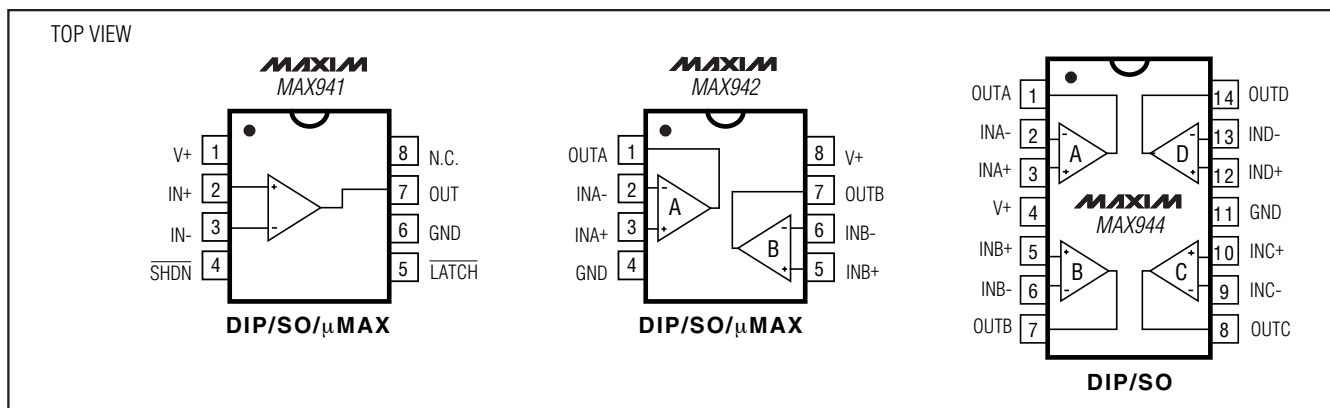 TOP VIEW
MAXIM
MAX941
V+ 1
IN+ 2
IN- 3
SHDN 4
8 N.C.
7 OUT
6 GND
5 LATCH
+
-
DIP/SO/µMAX
MAXIM
MAX942
OUTA 1
INA- 2
INA+ 3
GND 4
8 V+
7 OUTB
6 INB-
5 INB+
-
A
+
-
B
+
DIP/SO/µMAX
OUTA 1
INA- 2
INA+ 3
V+ 4
INB+ 5
INB- 6
OUTB 7
14 OUTD
13 IND-
12 IND+
11 GND
10 INC+
9 INC-
8 OUTC
-
A
+
-
D
+
MAXIM
MAX944
+
B
-
+
C
-
DIP/SO